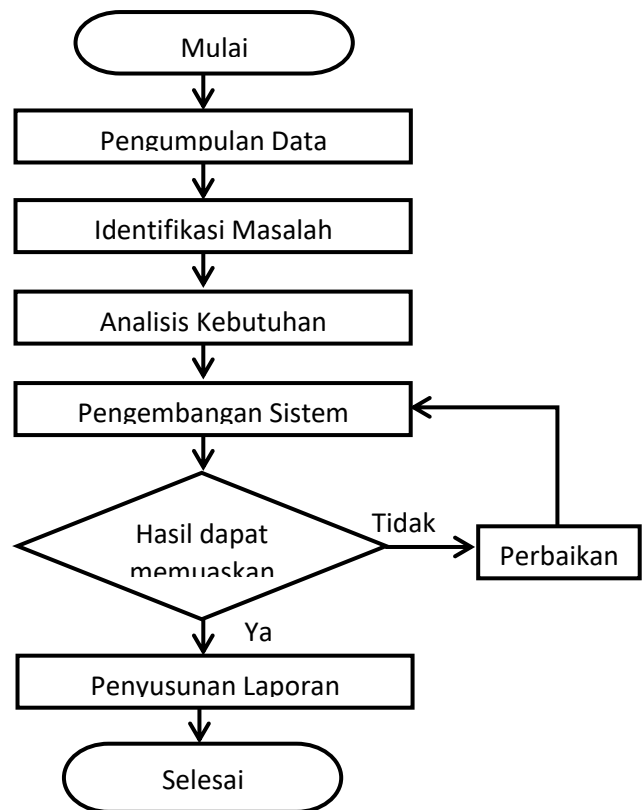 Mulai
Pengumpulan Data
Identifikasi Masalah
Analisis Kebutuhan
Pengembangan Sistem
Hasil dapat
memuaskan
Tidak
Perbaikan
Ya
Penyusunan Laporan
Selesai